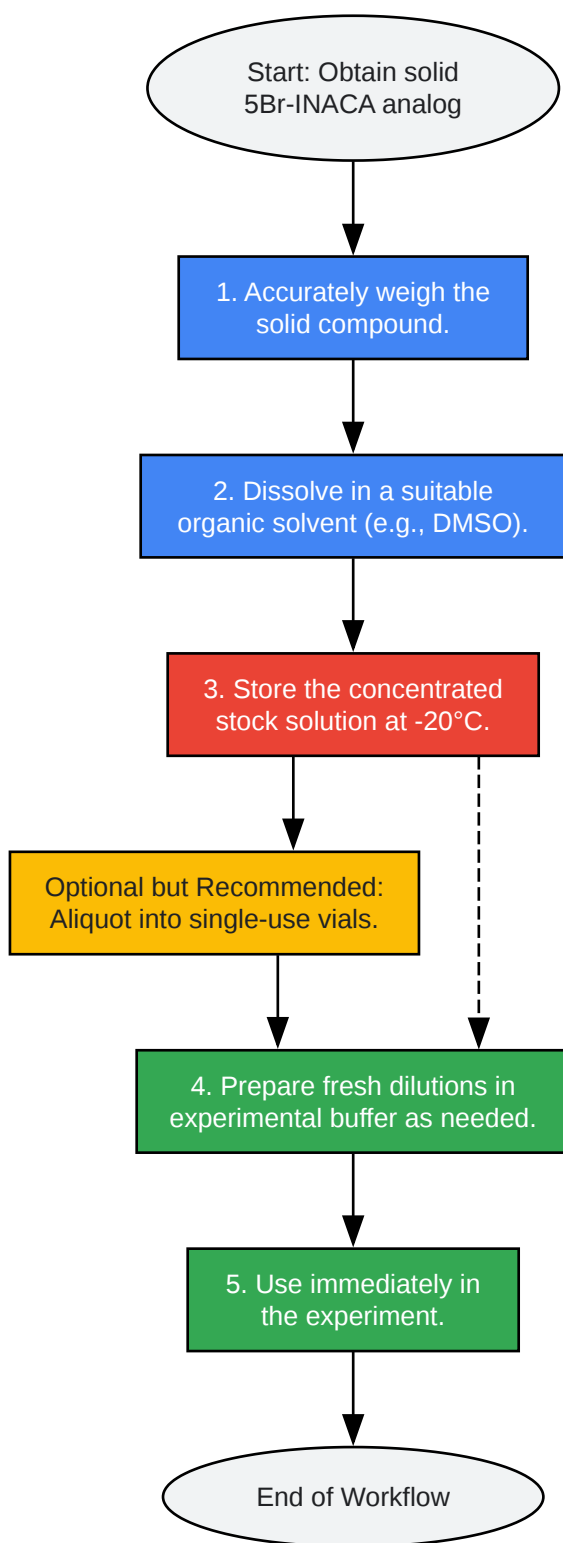 Start: Obtain solid
5Br-INACA analog
1. Accurately weigh the
solid compound.
2. Dissolve in a suitable
organic solvent (e.g., DMSO).
3. Store the concentrated
stock solution at -20°C.
Optional but Recommended:
Aliquot into single-use vials.
4. Prepare fresh dilutions in
experimental buffer as needed.
5. Use immediately in
the experiment.
End of Workflow